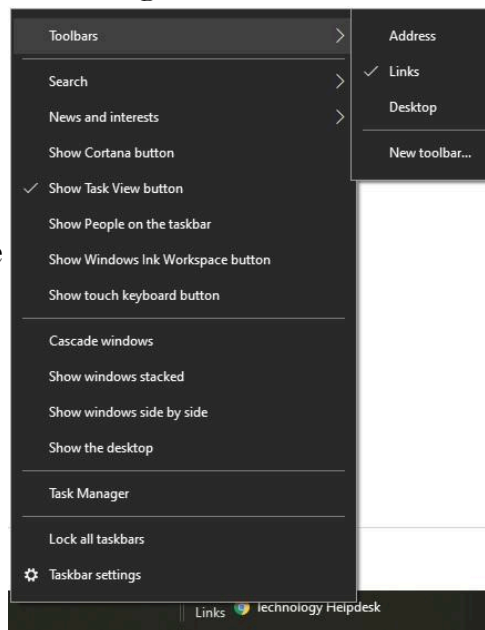 Toolbars
Address
Links
Desktop
New toolbar...
Search
News and interests
Show Cortana button
Show Task View button
Show People on the taskbar
Show Windows Ink Workspace button
Show touch keyboard button
Cascade windows
Show windows stacked
Show windows side by side
Show the desktop
Task Manager
Lock all taskbars
Taskbar settings
Links Technology Helpdesk